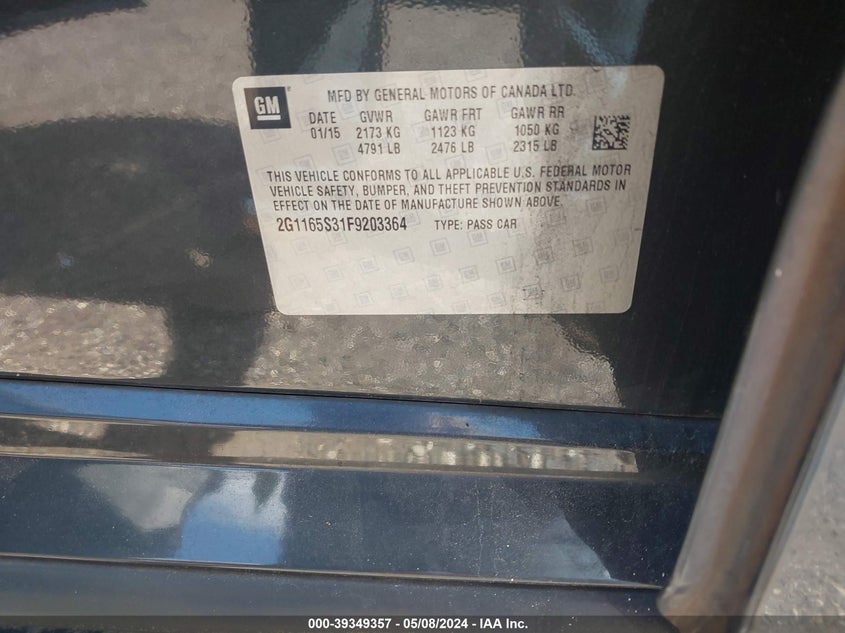 GM
MFD BY GENERAL MOTORS OF CANADA LTD.
DATE GVWR GAWR FRT GAWR RR
01/15 2173 KG 1123 KG 1050 KG
4791 LB 2476 LB 2315 LB
THIS VEHICLE CONFORMS TO ALL APPLICABLE U.S. FEDERAL MOTOR
VEHICLE SAFETY, BUMPER, AND THEFT PREVENTION STANDARDS IN
EFFECT ON THE DATE OF MANUFACTURE SHOWN ABOVE.
2G1165S31F9203364 TYPE: PASS CAR
000-39349357 - 05/08/2024 - IAA Inc.